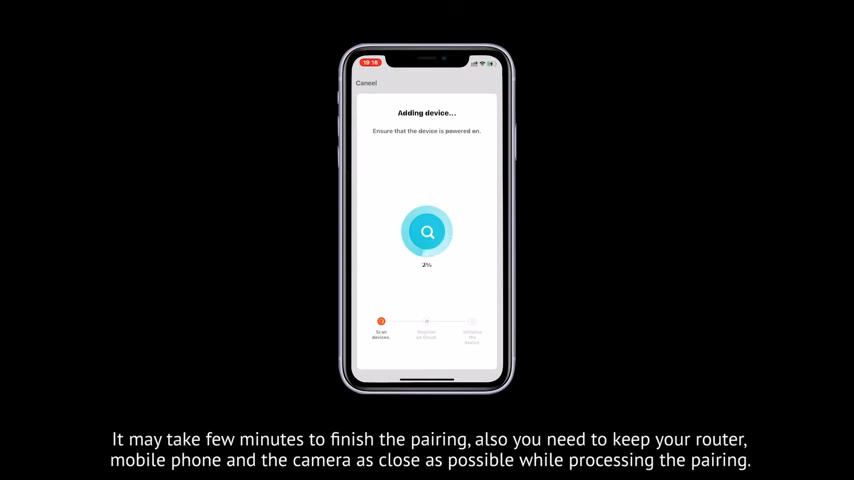 19:16
Cancel
Adding device...
Ensure that the device is powered on.
2%
Scan
devices.
Register
on Cloud
Initialize
the
device.
It may take few minutes to finish the pairing, also you need to keep your router,
mobile phone and the camera as close as possible while processing the pairing.